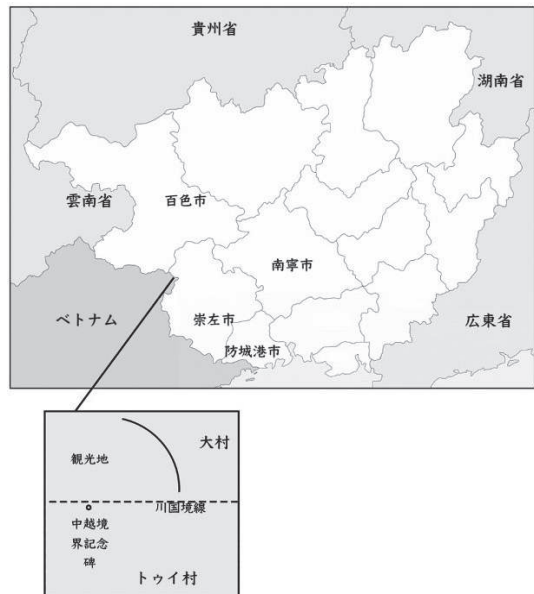 貴州省
湖南省
雲南省
百色市
南寧市
ベトナム
崇左市
広東省
防城港市
大村
観光地
川国境線
中越境
界記念
碑
トゥイ村